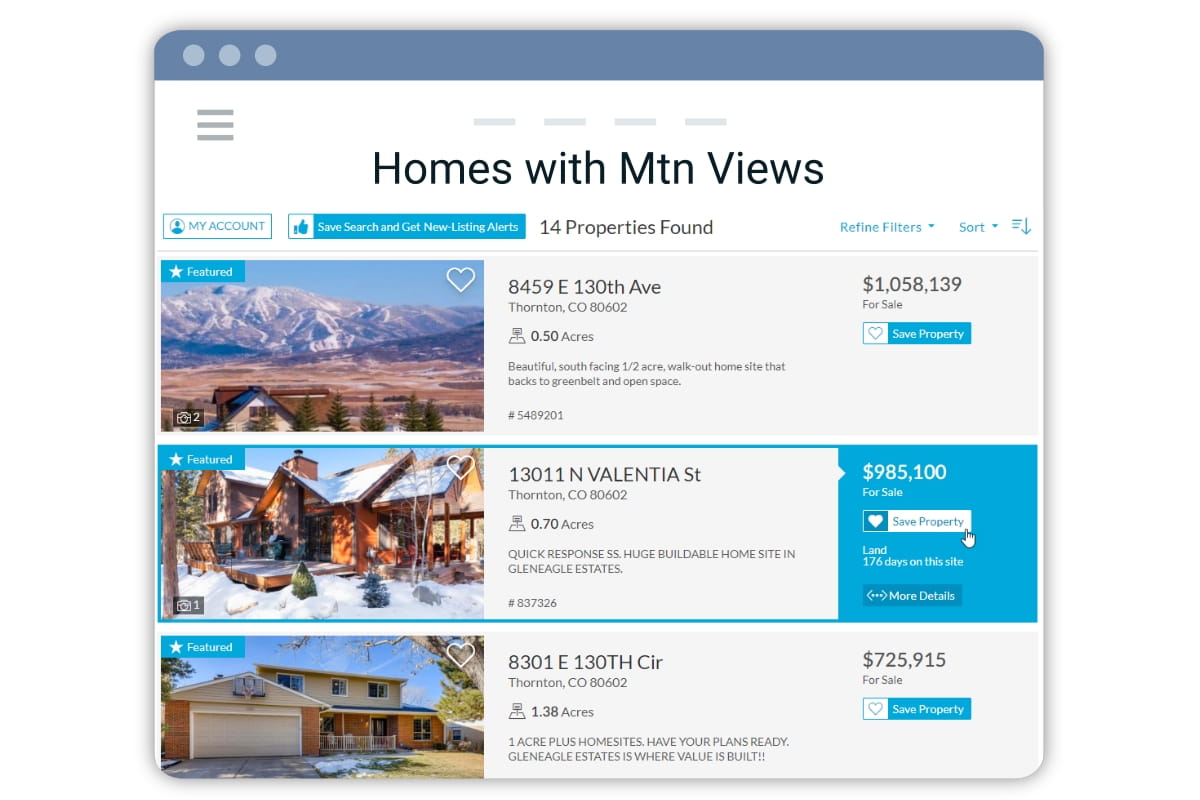 Homes with Mtn Views
MY ACCOUNT
Save Search and Get New-Listing Alerts
14 Properties Found
Refine Filters
Sort
Featured
2
8459 E 130th Ave
Thornton, CO 80602
0.50 Acres
Beautiful, south facing 1/2 acre, walk-out home site that
backs to greenbelt and open space.
# 5489201
$1,058,139
For Sale
Save Property
Featured
1
13011 N VALENTIA St
Thornton, CO 80602
0.70 Acres
QUICK RESPONSE SS. HUGE BUILDABLE HOME SITE IN
GLENEAGLE ESTATES.
# 837326
$985,100
For Sale
Save Property
Land
176 days on this site
More Details
Featured
8301 E 130TH Cir
Thornton, CO 80602
1.38 Acres
1 ACRE PLUS HOMESITES. HAVE YOUR PLANS READY.
GLENEAGLE ESTATES IS WHERE VALUE IS BUILT!!
$725,915
For Sale
Save Property